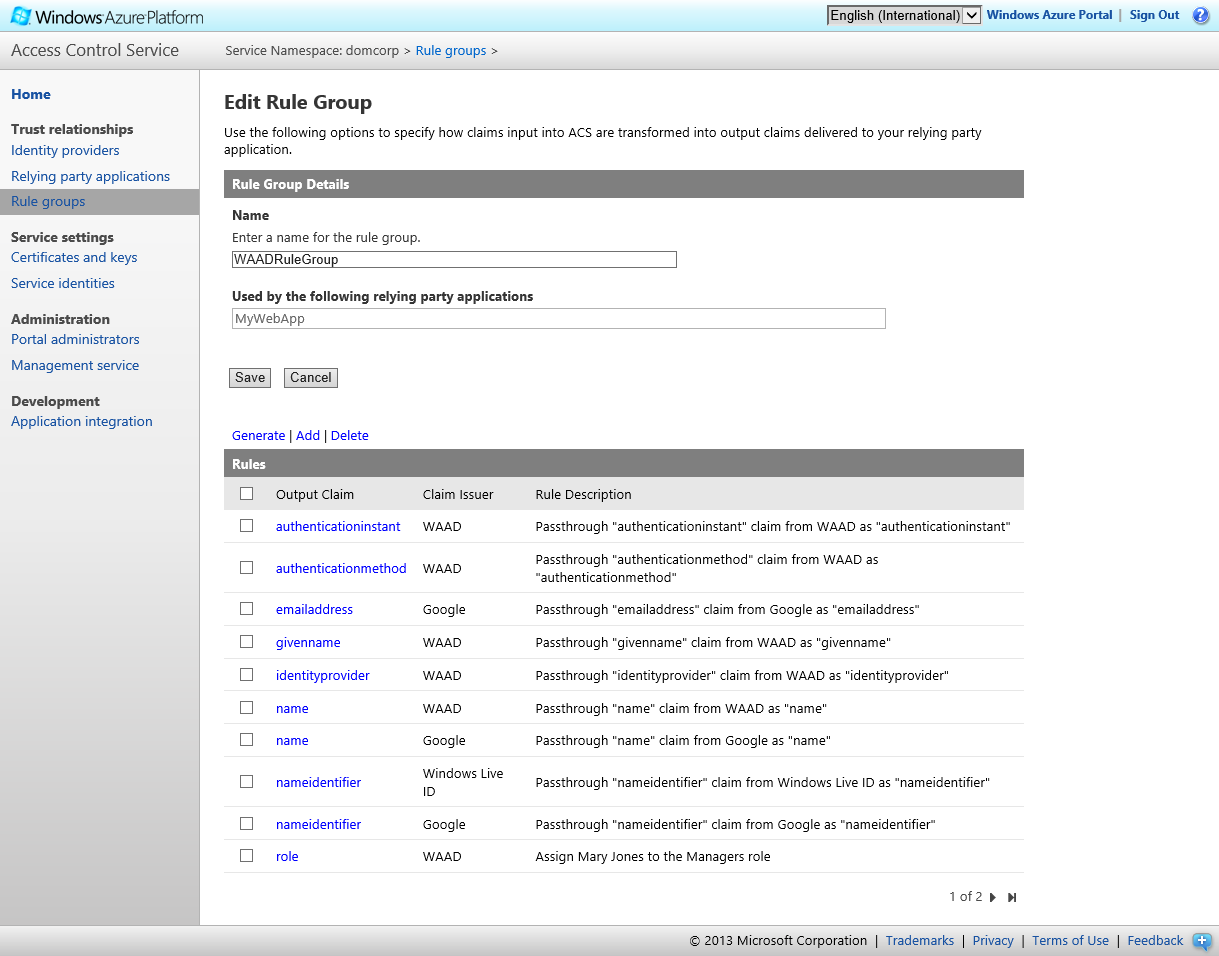 Windows Azure Platform
English (International) Windows Azure Portal | Sign Out ?
Access Control Service
Service Namespace: domcorp > Rule groups >
Home
Trust relationships
Identity providers
Relying party applications
Rule groups
Service settings
Certificates and keys
Service identities
Administration
Portal administrators
Management service
Development
Application integration
Edit Rule Group
Use the following options to specify how claims input into ACS are transformed into output claims delivered to your relying party
application.
Rule Group Details
Name
Enter a name for the rule group.
WAADRuleGroup
Used by the following relying party applications
MyWebApp
Save Cancel
Generate | Add | Delete
Rules
Output Claim Claim Issuer Rule Description
authenticationinstant WAAD Passthrough "authenticationinstant" claim from WAAD as "authenticationinstant"
authenticationmethod WAAD Passthrough "authenticationmethod" claim from WAAD as
"authenticationmethod"
emailaddress Google Passthrough "emailaddress" claim from Google as "emailaddress"
givenname WAAD Passthrough "givenname" claim from WAAD as "givenname"
identityprovider WAAD Passthrough "identityprovider" claim from WAAD as "identityprovider"
name WAAD Passthrough "name" claim from WAAD as "name"
name Google Passthrough "name" claim from Google as "name"
nameidentifier Windows Live
ID Passthrough "nameidentifier" claim from Windows Live ID as "nameidentifier"
nameidentifier Google Passthrough "nameidentifier" claim from Google as "nameidentifier"
role WAAD Assign Mary Jones to the Managers role
1 of 2
© 2013 Microsoft Corporation | Trademarks | Privacy | Terms of Use | Feedback